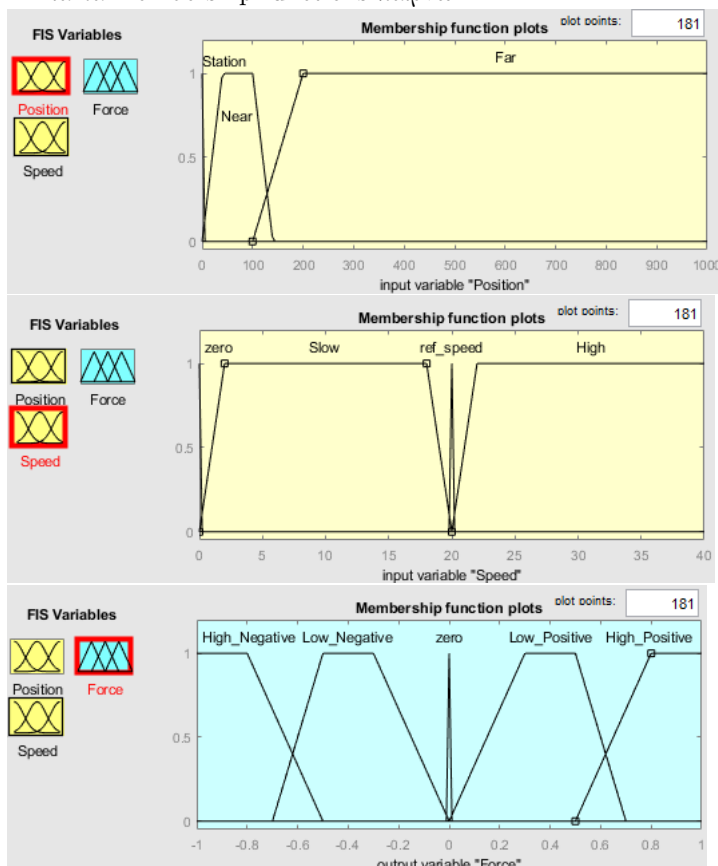 FIS Variables
Membership function plots
plot points:
181
Position
Force
Speed
Station
Near
Far
1
0.5
0
0 100 200 300 400 500 600 700 800 900 1000
input variable "Position"
FIS Variables
Membership function plots
plot points:
181
Position
Force
Speed
zero
Slow
ref_speed
High
1
0.5
0
0 5 10 15 20 25 30 35 40
input variable "Speed"
FIS Variables
Membership function plots
plot points:
181
Position
Force
Speed
High_Negative
Low_Negative
zero
Low_Positive
High_Positive
1
0.5
0
-1 -0.8 -0.6 -0.4 -0.2 0 0.2 0.4 0.6 0.8 1
output variable "Force"